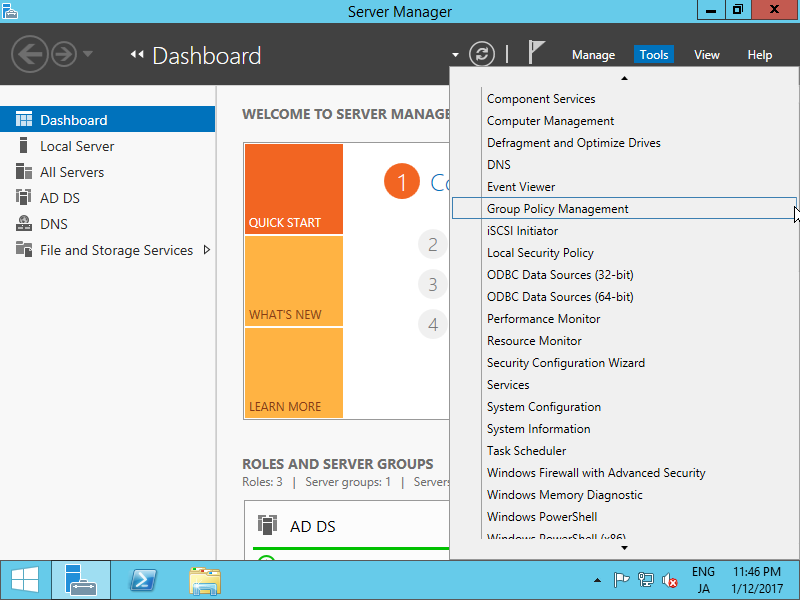 Server Manager
Dashboard
Manage
Tools
View
Help
Dashboard
Local Server
All Servers
AD DS
DNS
File and Storage Services
WELCOME TO SERVER MANAGE
QUICK START
WHAT'S NEW
LEARN MORE
1
Co
2
3
4
ROLES AND SERVER GROUPS
Roles: 3 | Server groups: 1 | Servers
AD DS
Component Services
Computer Management
Defragment and Optimize Drives
DNS
Event Viewer
Group Policy Management
iSCSI Initiator
Local Security Policy
ODBC Data Sources (32-bit)
ODBC Data Sources (64-bit)
Performance Monitor
Resource Monitor
Security Configuration Wizard
Services
System Configuration
System Information
Task Scheduler
Windows Firewall with Advanced Security
Windows Memory Diagnostic
Windows PowerShell
Windows PowerShell (x86)
ENG
JA
11:46 PM
1/12/2017